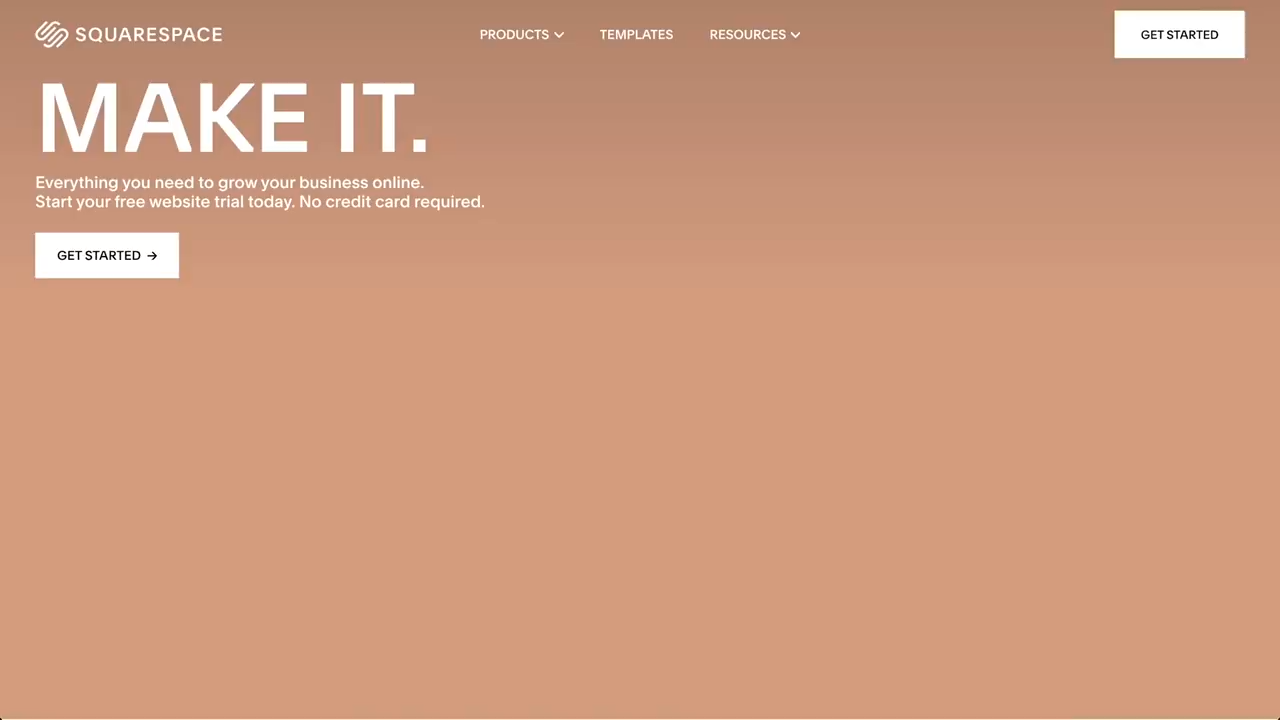 SQUARESPACE
PRODUCTS
TEMPLATES
RESOURCES
GET STARTED
MAKE IT.
Everything you need to grow your business online.
Start your free website trial today. No credit card required.
GET STARTED →